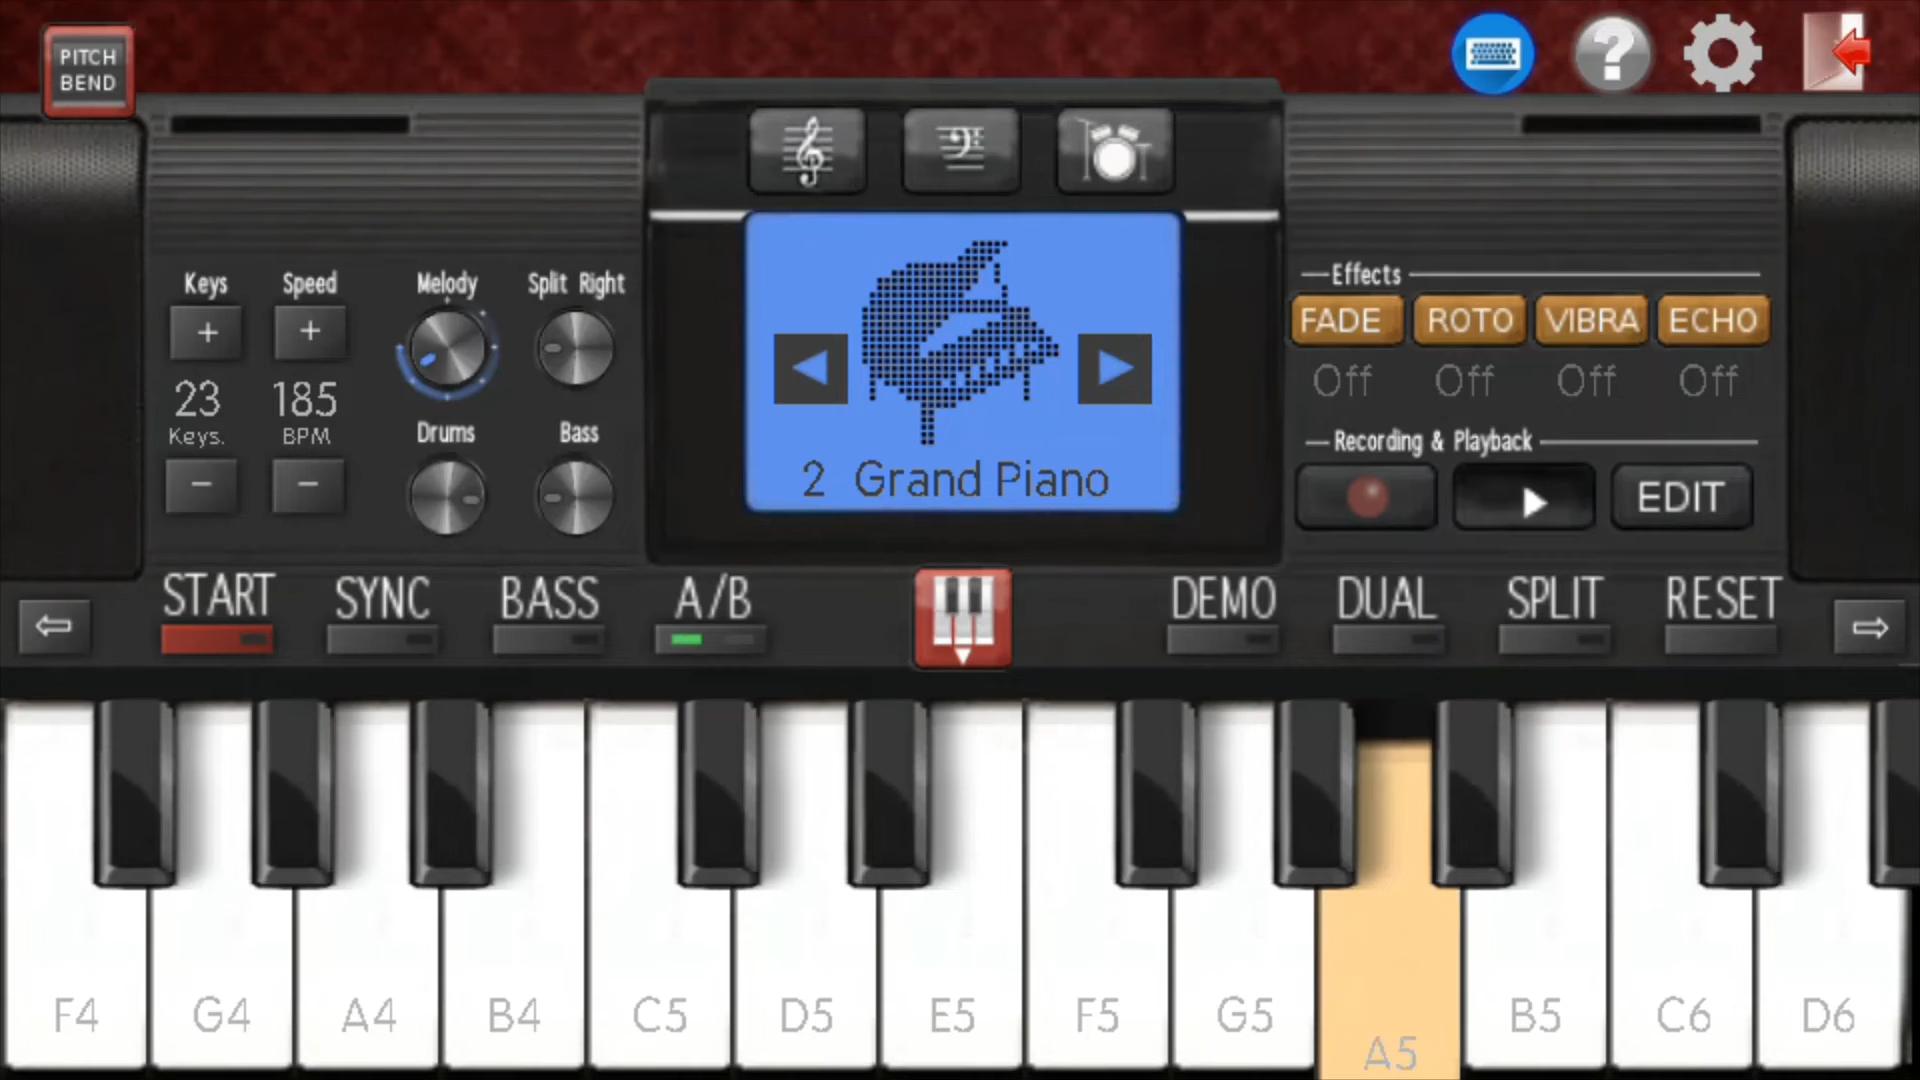 PITCH
BEND
Keys
Speed
Melody
Split Right
23
Keys.
185
BPM
Drums
Bass
2 Grand Piano
Effects
FADE ROTO VIBRA ECHO
Off Off Off Off
Recording & Playback
EDIT
START SYNC BASS A/B DEMO DUAL SPLIT RESET
F4 G4 A4 B4 C5 D5 E5 F5 G5 A5 B5 C6 D6